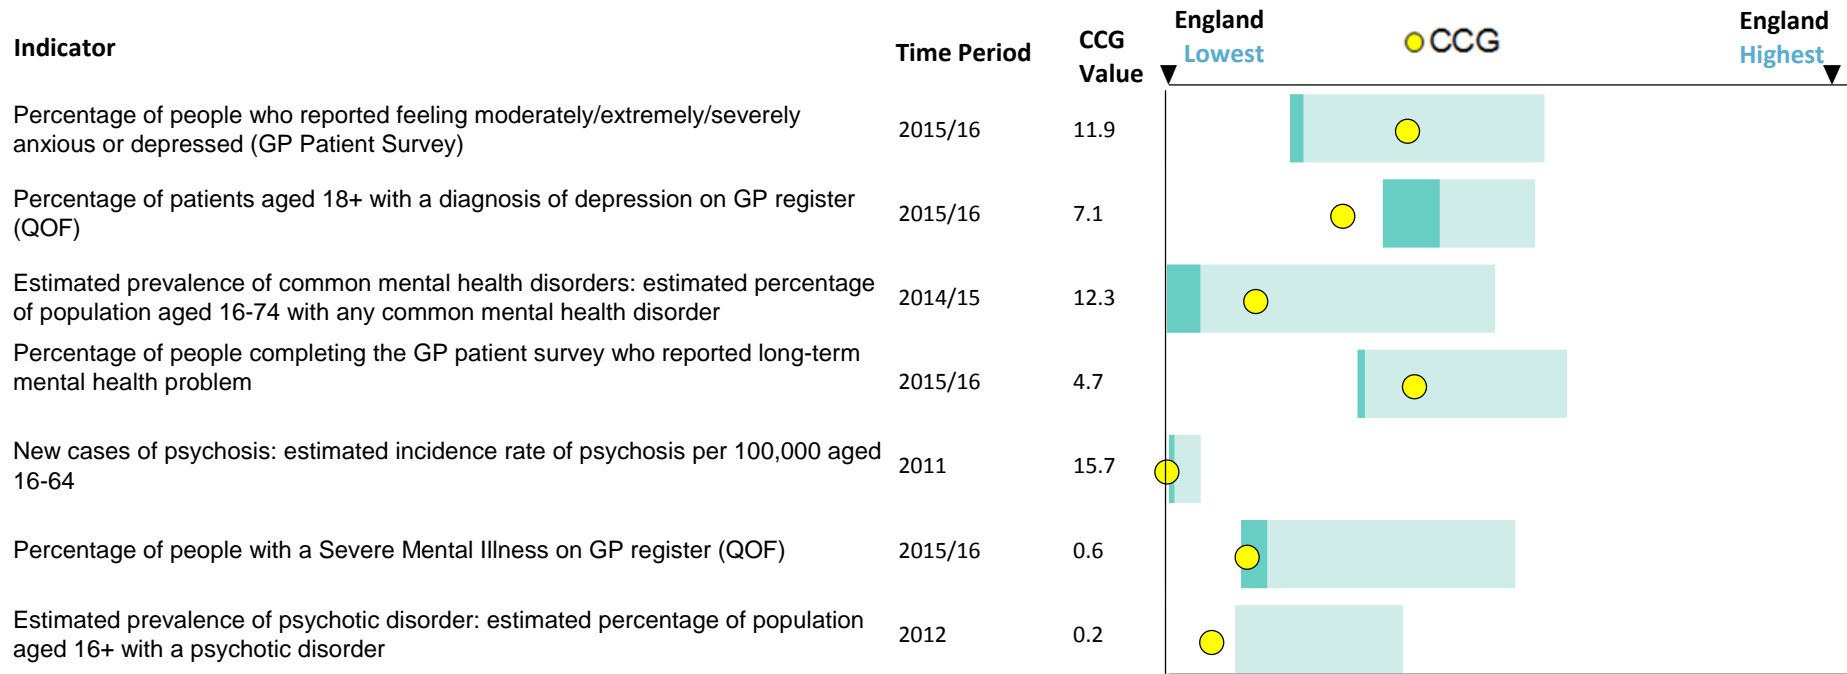 Indicator
Time Period
CCG
Value
England
Lowest
CCG
England
Highest
Percentage of people who reported feeling moderately/extremely/severely
anxious or depressed (GP Patient Survey)
2015/16
11.9
Percentage of patients aged 18+ with a diagnosis of depression on GP register
(QOF)
2015/16
7.1
Estimated prevalence of common mental health disorders: estimated percentage
of population aged 16-74 with any common mental health disorder
2014/15
12.3
Percentage of people completing the GP patient survey who reported long-term
mental health problem
2015/16
4.7
New cases of psychosis: estimated incidence rate of psychosis per 100,000 aged
16-64
2011
15.7
Percentage of people with a Severe Mental Illness on GP register (QOF)
2015/16
0.6
Estimated prevalence of psychotic disorder: estimated percentage of population
aged 16+ with a psychotic disorder
2012
0.2